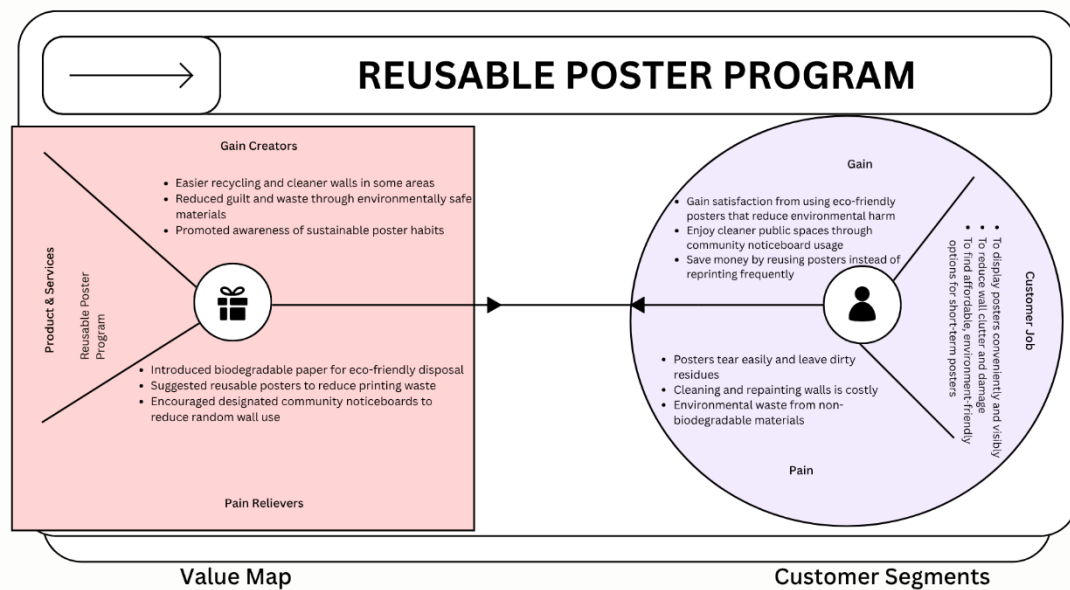 REUSABLE POSTER PROGRAM
Gain Creators
• Easier recycling and cleaner walls in some areas
• Reduced guilt and waste through environmentally safe
materials
• Promoted awareness of sustainable poster habits
Product & Services
Reusable Poster
Program
• Introduced biodegradable paper for eco-friendly disposal
• Suggested reusable posters to reduce printing waste
• Encouraged designated community noticeboards to
reduce random wall use
Pain Relievers
Gain
• Gain satisfaction from using eco-friendly
posters that reduce environmental harm
• Enjoy cleaner public spaces through
community noticeboard usage
• Save money by reusing posters instead of
reprinting frequently
Customer Job
• To display posters conveniently and visibly
• To reduce wall clutter and damage
• To find affordable, environment-friendly
options for short-term posters
• Posters tear easily and leave dirty
residues
• Cleaning and repainting walls is costly
• Environmental waste from non-
biodegradable materials
Pain
Value Map
Customer Segments